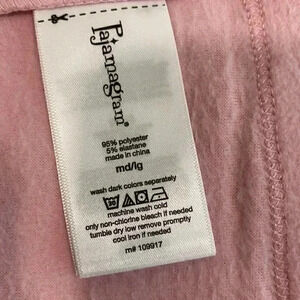 Pajamagram®
95% polyester
5% elastane
made in china
md/lg
wash dark colors separately
machine wash cold
only non-chlorine bleach if needed
tumble dry low remove promptly
cool iron if needed
m# 109917